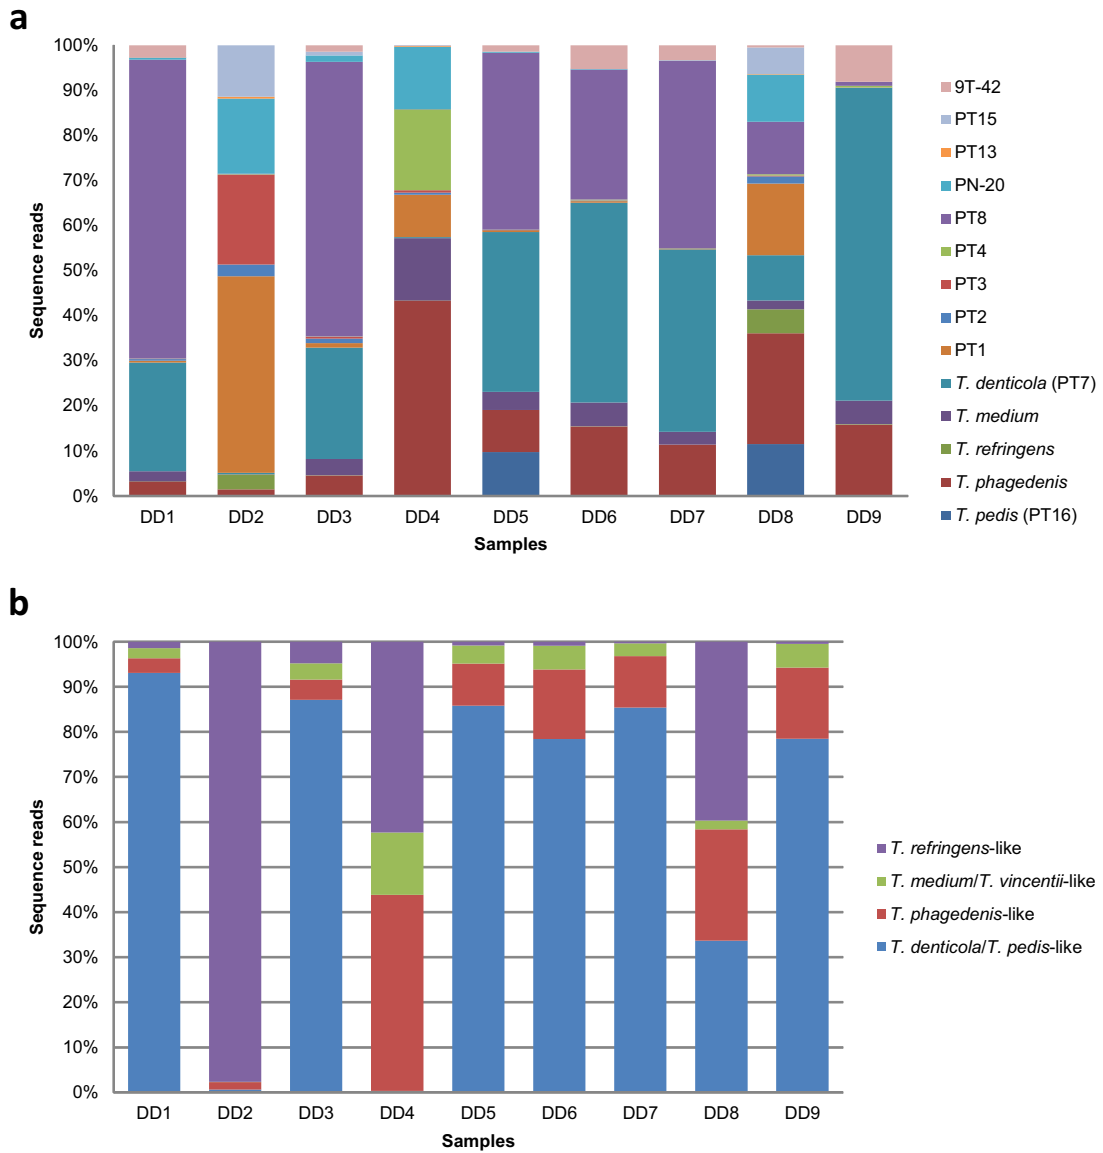 a
100%
90%
80%
70%
60%
50%
40%
30%
20%
10%
0%
Sequence reads
DD1 DD2 DD3 DD4 DD5 DD6 DD7 DD8 DD9
Samples
9T-42
PT15
PT13
PN-20
PT8
PT4
PT3
PT2
PT1
T. denticola (PT7)
T. medium
T. refringens
T. phagedenis
T. pedis (PT16)
b
100%
90%
80%
70%
60%
50%
40%
30%
20%
10%
0%
Sequence reads
DD1 DD2 DD3 DD4 DD5 DD6 DD7 DD8 DD9
Samples
T. refringens-like
T. medium/T. vincentii-like
T. phagedenis-like
T. denticola/T. pedis-like